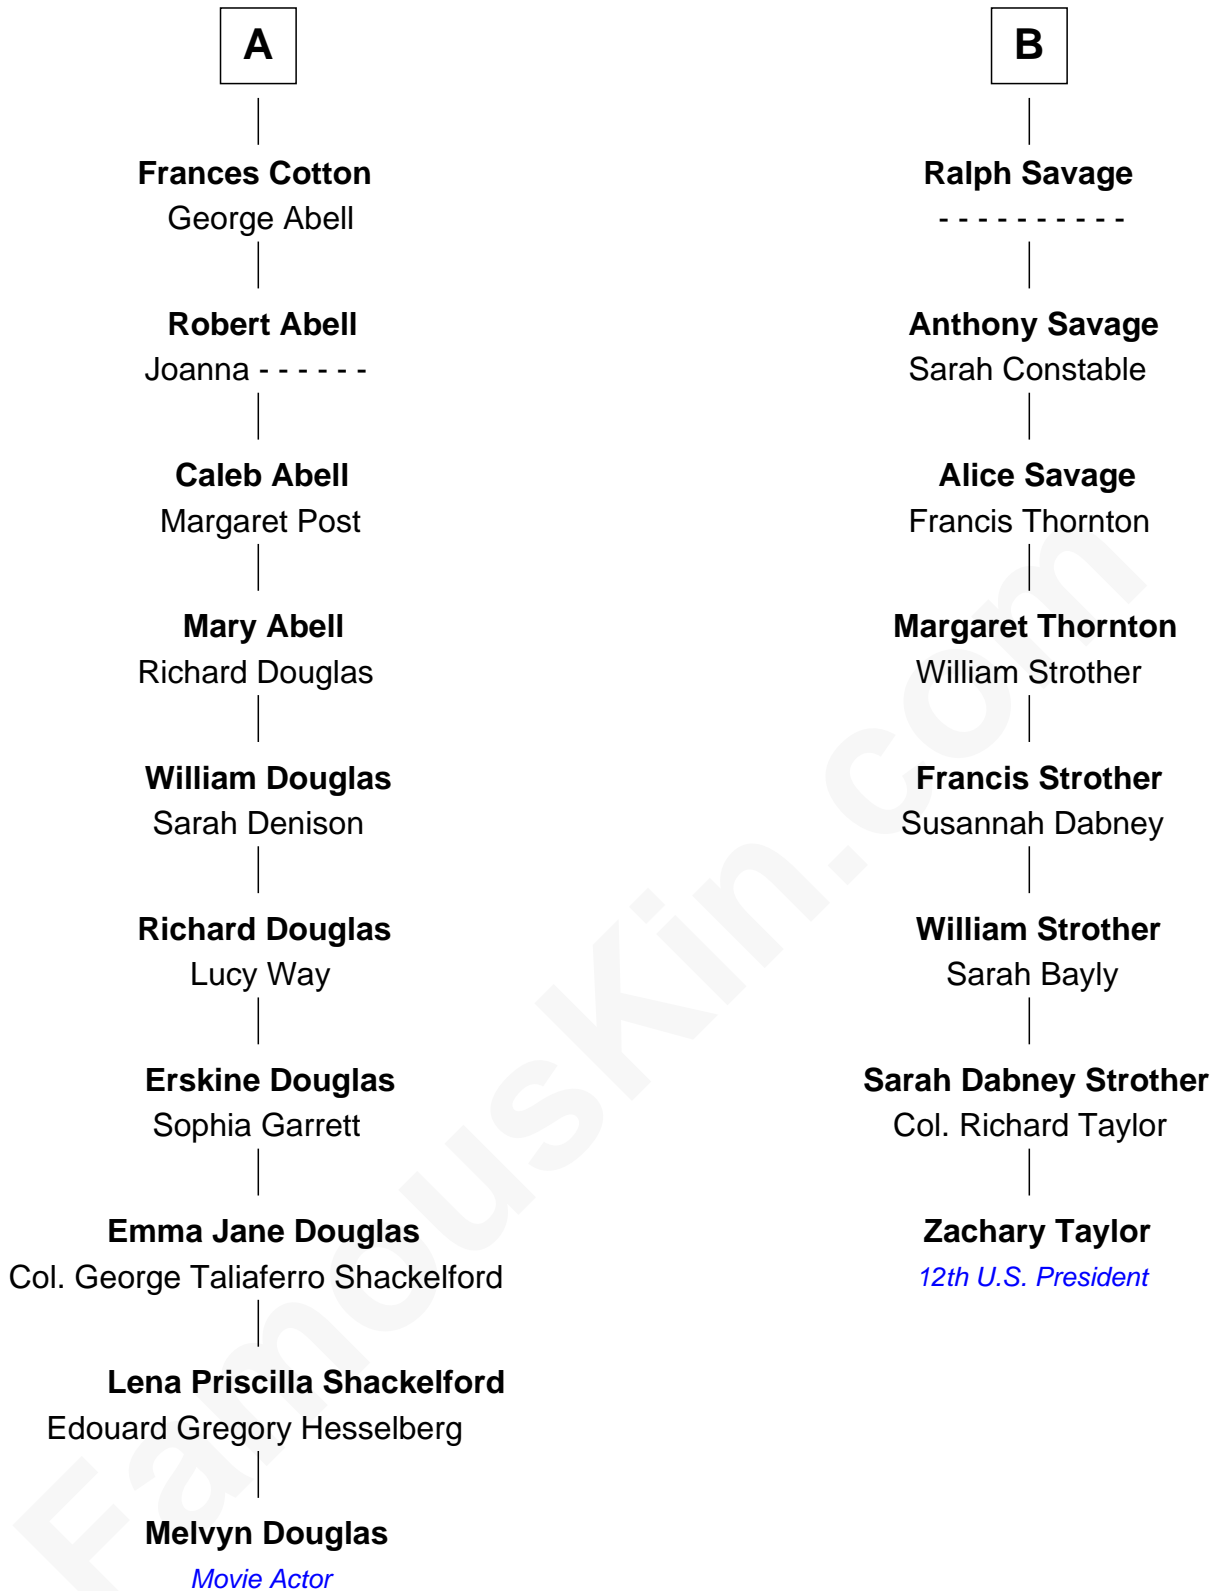 A
Frances Cotton
George Abell
Robert Abell
Joanna - - - - - -
Caleb Abell
Margaret Post
Mary Abell
Richard Douglas
William Douglas
Sarah Denison
Richard Douglas
Lucy Way
Erskine Douglas
Sophia Garrett
Emma Jane Douglas
Col. George Taliaferro Shackelford
Lena Priscilla Shackelford
Edouard Gregory Hesselberg
Melvyn Douglas
Movie Actor
B
Ralph Savage
- - - - - - - - - -
Anthony Savage
Sarah Constable
Alice Savage
Francis Thornton
Margaret Thornton
William Strother
Francis Strother
Susannah Dabney
William Strother
Sarah Bayly
Sarah Dabney Strother
Col. Richard Taylor
Zachary Taylor
12th U.S. President
FamousKin.com